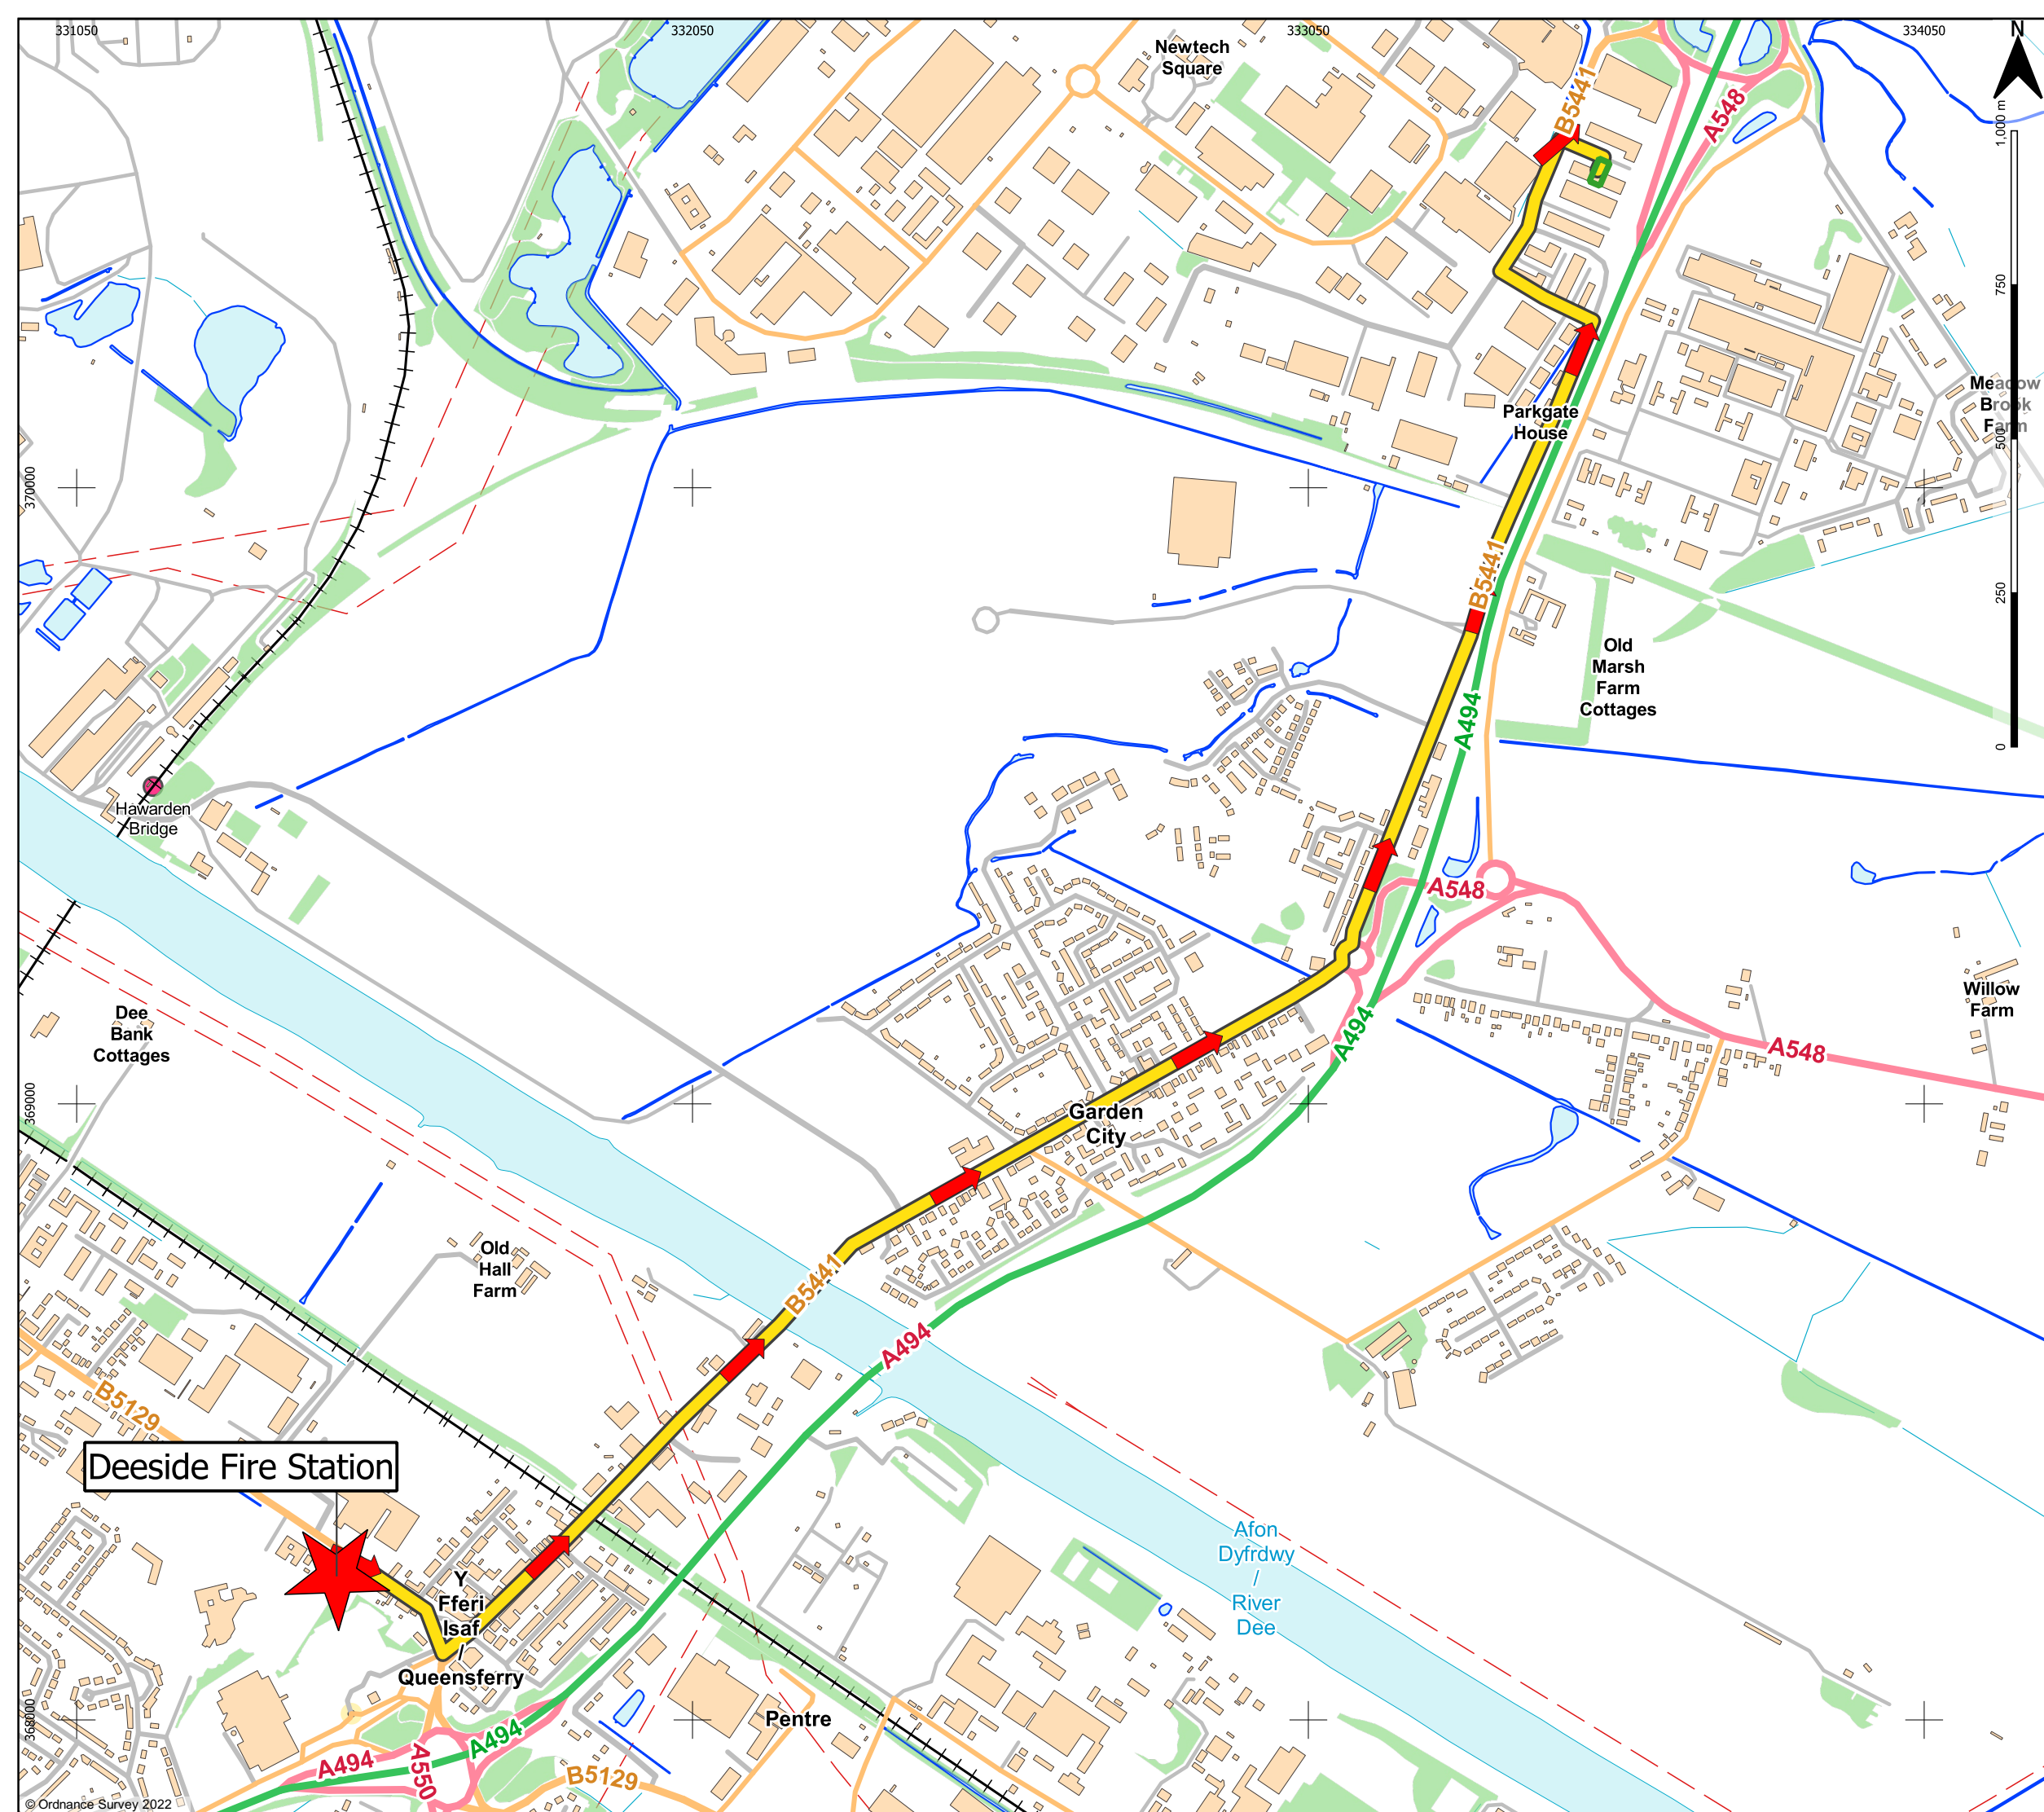 331050
332050
333050
334050
N
Newtech
Square
B5441
A548
1,000 m
750
Meadow
Brook
Farm
500
Parkgate
House
370000
B5441
250
Old
Marsh
Farm
Cottages
A494
0
Hawarden
Bridge
A548
Willow
Farm
Dee
Bank
Cottages
A494
A548
369000
Garden
City
Old
Hall
Farm
B5441
A494
B5129
Deeside Fire Station
Afon
Dyfrdwy
/
River
Dee
Y
Fferi
Isaf
/
Queensferry
368000
Pentre
A494
A494
A550
B5129
© Ordnance Survey 2022